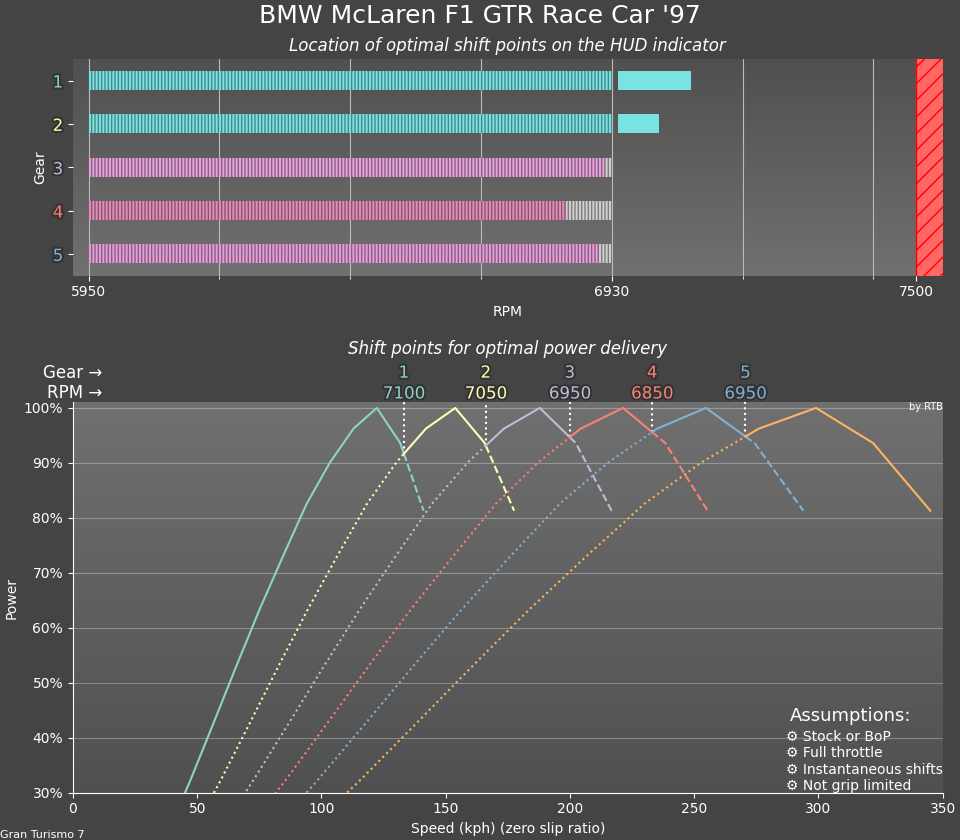 BMW McLaren F1 GTR Race Car '97
Location of optimal shift points on the HUD indicator
1
2
3
4
5
Gear
5950 6930 7500
RPM
Shift points for optimal power delivery
Gear → 1 2 3 4 5
RPM → 7100 7050 6950 6850 6950
by RTB
100%
90%
80%
70%
60%
50%
40%
30%
Power
Assumptions:
⚙ Stock or BoP
⚙ Full throttle
⚙ Instantaneous shifts
⚙ Not grip limited
0 50 100 150 200 250 300 350
Speed (kph) (zero slip ratio)
Gran Turismo 7